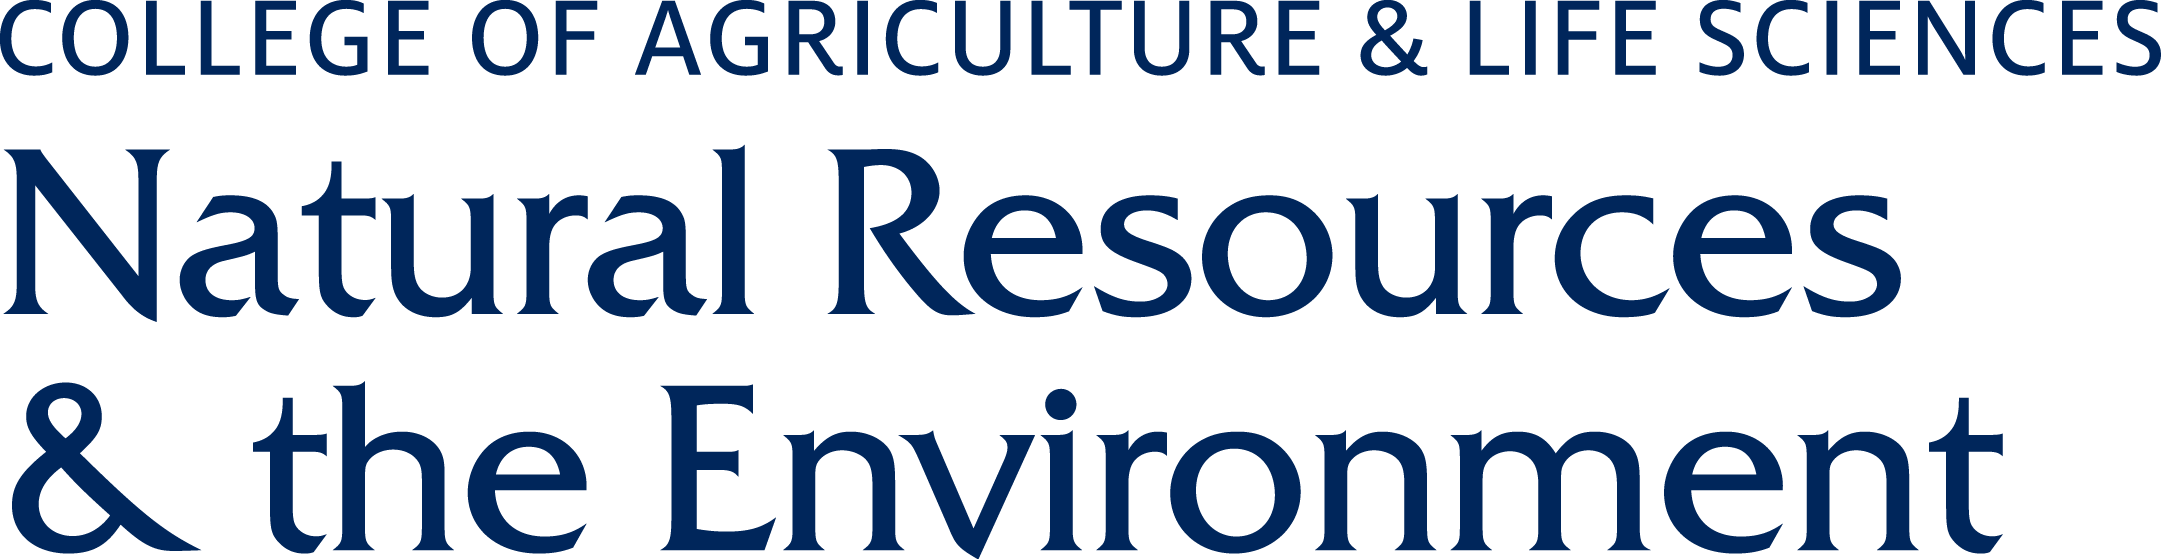 COLLEGE OF AGRICULTURE & LIFE SCIENCES
Natural Resources
& the Environment